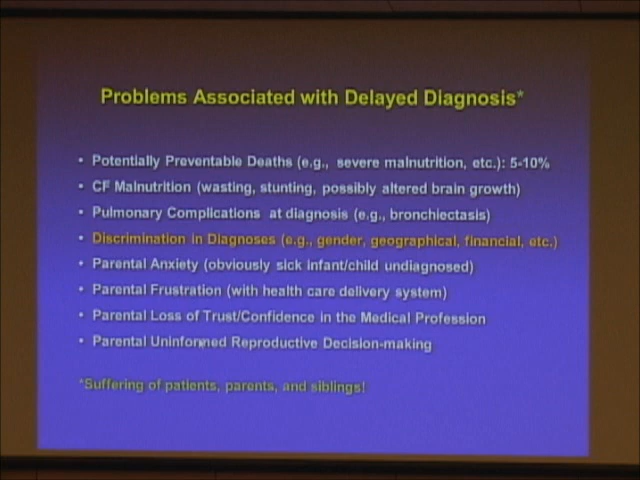 Problems Associated with Delayed Diagnosis*
• Potentially Preventable Deaths (e.g., severe malnutrition, etc.): 5-10%
• CF Malnutrition (wasting, stunting, possibly altered brain growth)
• Pulmonary Complications at diagnosis (e.g., bronchiectasis)
• Discrimination in Diagnoses (e.g., gender, geographical, financial, etc.)
• Parental Anxiety (obviously sick infant/child undiagnosed)
• Parental Frustration (with health care delivery system)
• Parental Loss of Trust/Confidence in the Medical Profession
• Parental Uninformed Reproductive Decision-making
*Suffering of patients, parents, and siblings!